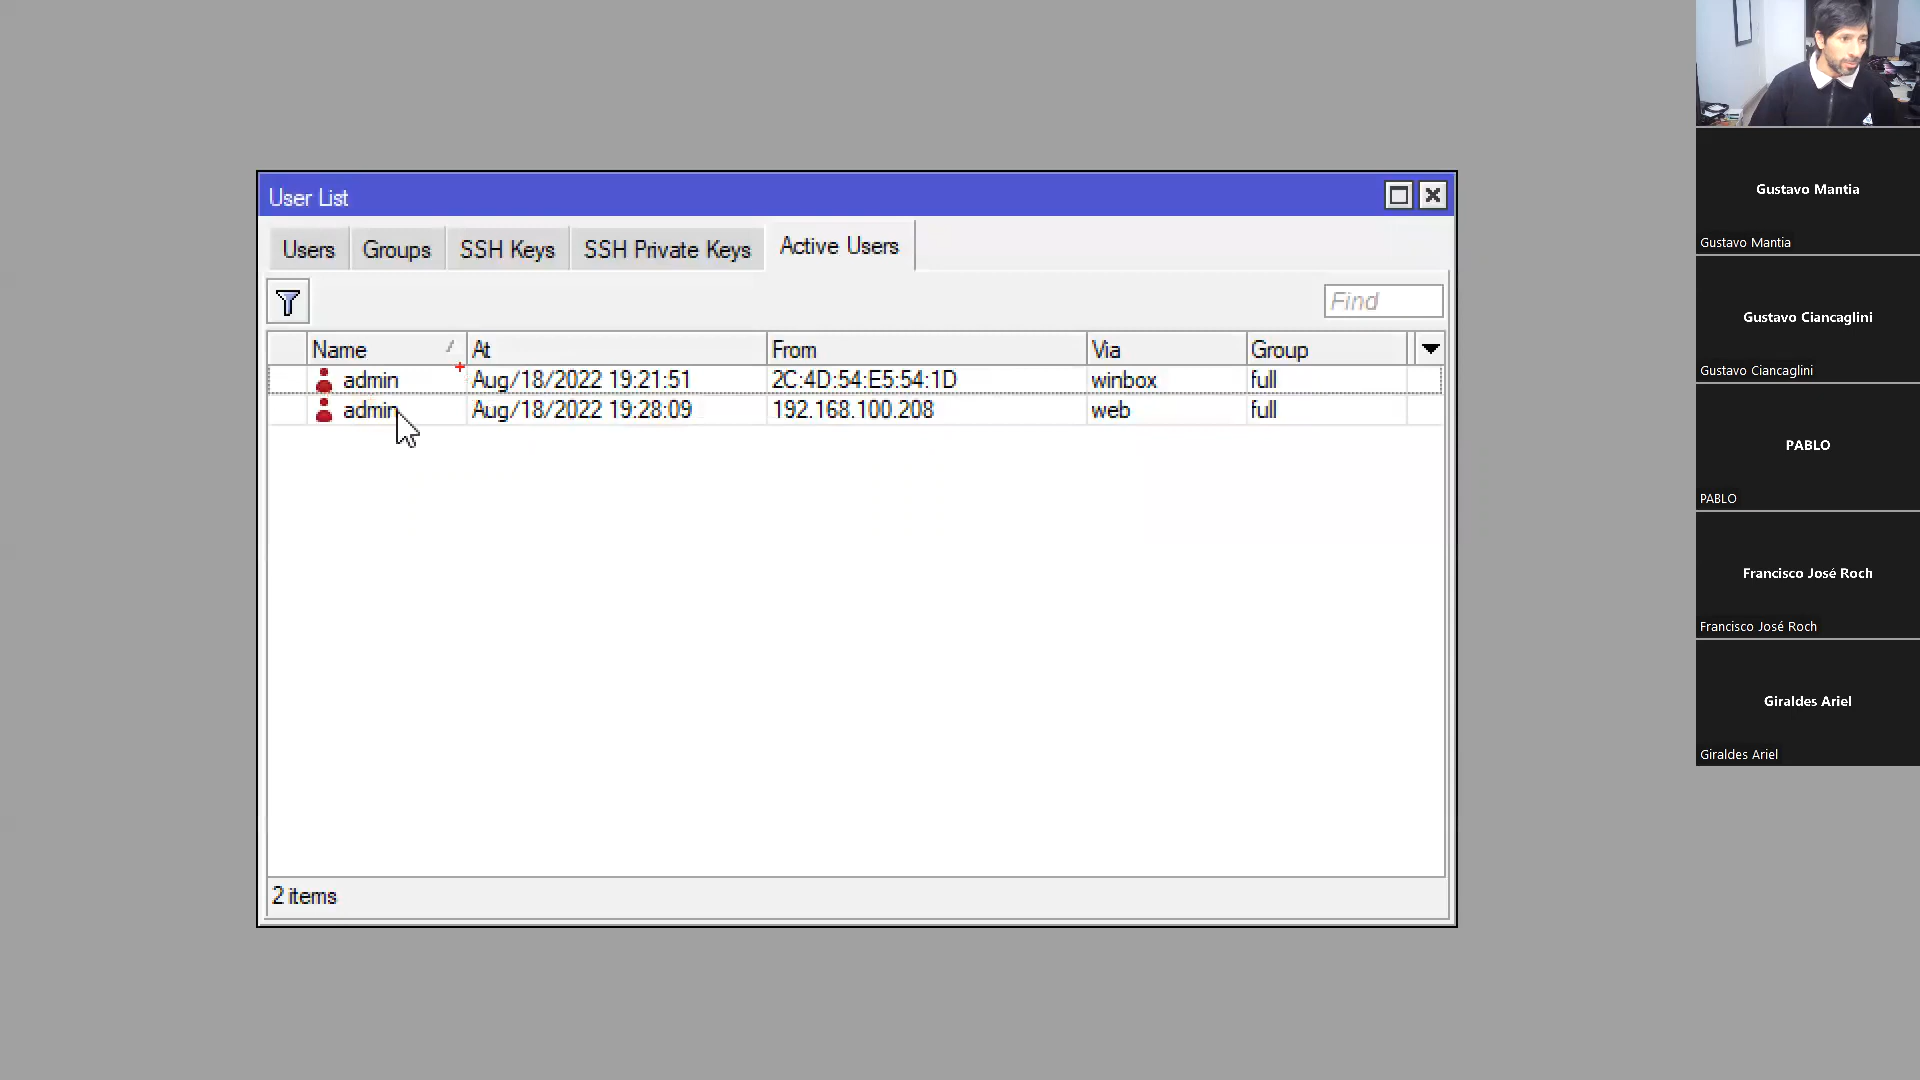 User List
Users Groups SSH Keys SSH Private Keys Active Users
Find
Name At From Via Group
admin Aug/18/2022 19:21:51 2C:4D:54:E5:54:1D winbox full
admin Aug/18/2022 19:28:09 192.168.100.208 web full
2 items
Gustavo Mantia
Gustavo Mantia
Gustavo Ciancaglini
Gustavo Ciancaglini
PABLO
PABLO
Francisco José Roch
Francisco José Roch
Giraldes Ariel
Giraldes Ariel